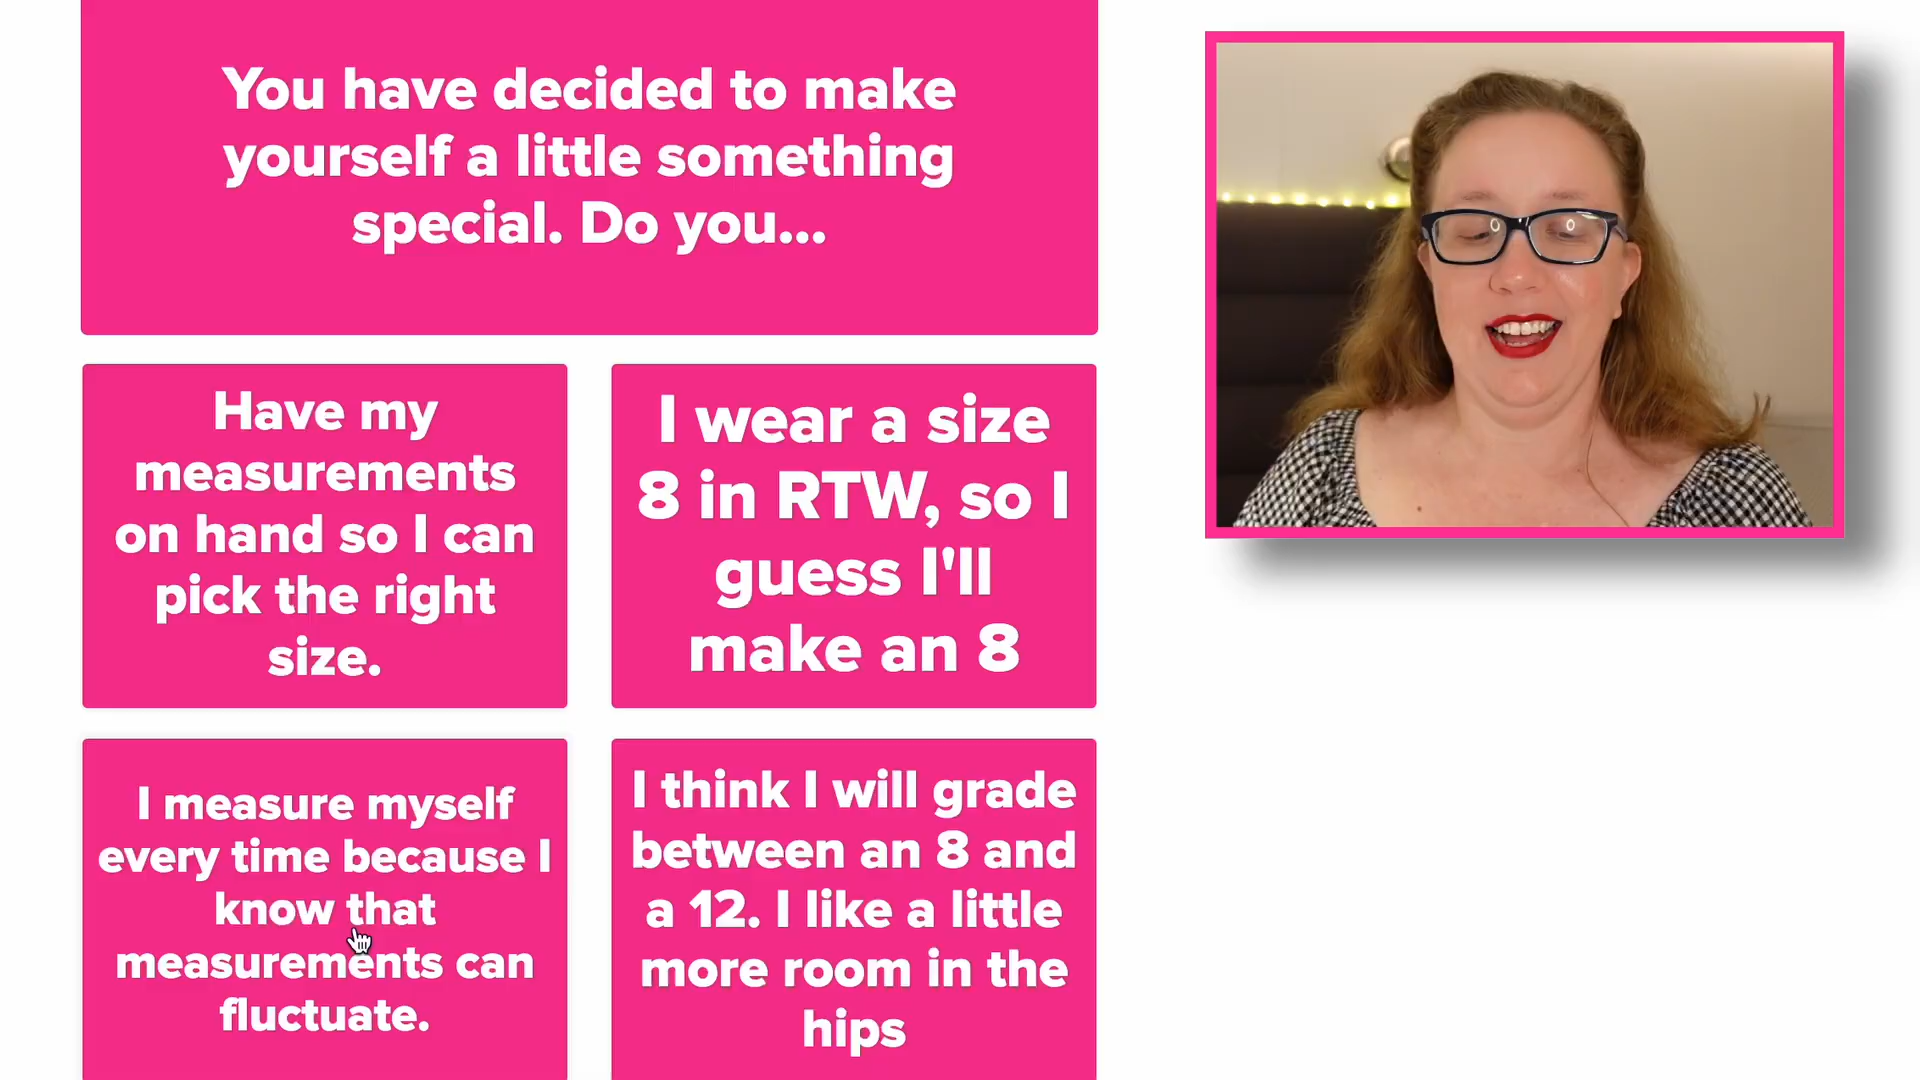 You have decided to make
yourself a little something
special. Do you...
Have my
measurements
on hand so I can
pick the right
size.
I wear a size
8 in RTW, so I
guess I'll
make an 8
I measure myself
every time because I
know that
measurements can
fluctuate.
I think I will grade
between an 8 and
a 12. I like a little
more room in the
hips